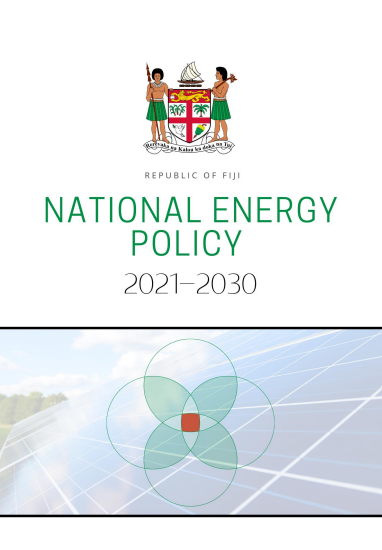 Rerevaka na Kalou ka doka na Tui
REPUBLIC OF FIJI
NATIONAL ENERGY
POLICY
2021–2030